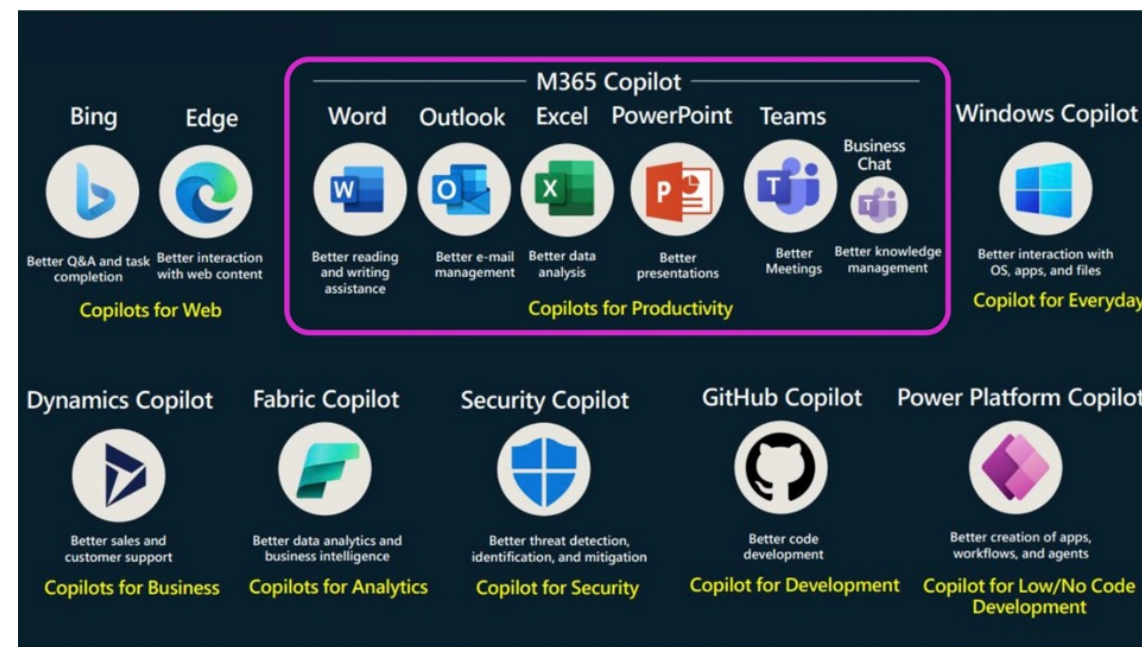 M365 Copilot
Bing
Edge
Word
Outlook
Excel
PowerPoint
Teams
Business
Chat
Windows Copilot
Better Q&A and task
completion
Better interaction
with web content
Better reading
and writing
assistance
Better e-mail
management
Better data
analysis
Better
presentations
Better
Meetings
Better knowledge
management
Better interaction with
OS, apps, and files
Copilots for Web
Copilots for Productivity
Copilot for Everyday
Dynamics Copilot
Fabric Copilot
Security Copilot
GitHub Copilot
Power Platform Copilot
Better sales and
customer support
Better data analytics and
business intelligence
Better threat detection,
identification, and mitigation
Better code
development
Better creation of apps,
workflows, and agents
Copilots for Business
Copilots for Analytics
Copilot for Security
Copilot for Development
Copilot for Low/No Code
Development